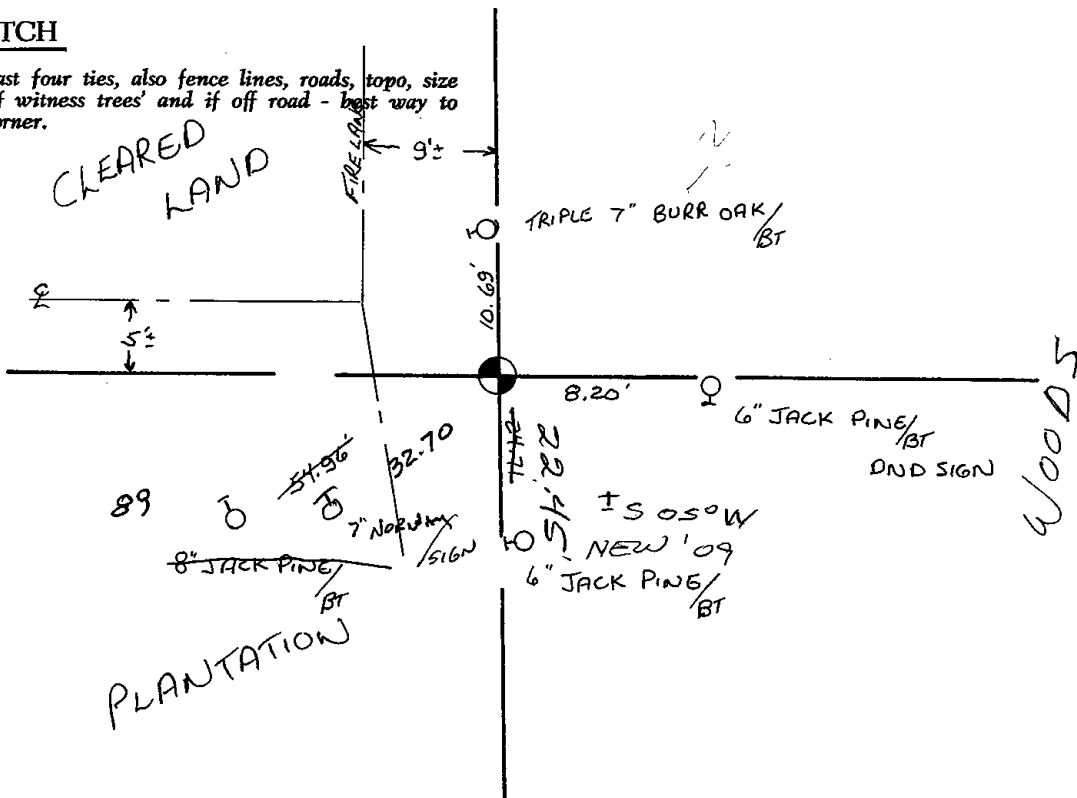 TCH
ast four ties, also fence lines, roads, topo, size
f witness trees' and if off road - best way to
orner.
CLEARED
LAND
FIRE LANE
9'±
N
TRIPLE 7" BURR OAK/
BT
10.69'
℄
5'±
8.20'
6" JACK PINE/
BT
DND SIGN
WOODS
54.96'
32.70
89
7" NORWAY
/SIGN
8" JACK PINE/
BT
22.45'
± S 05° W
NEW '09
6" JACK PINE/
BT
PLANTATION